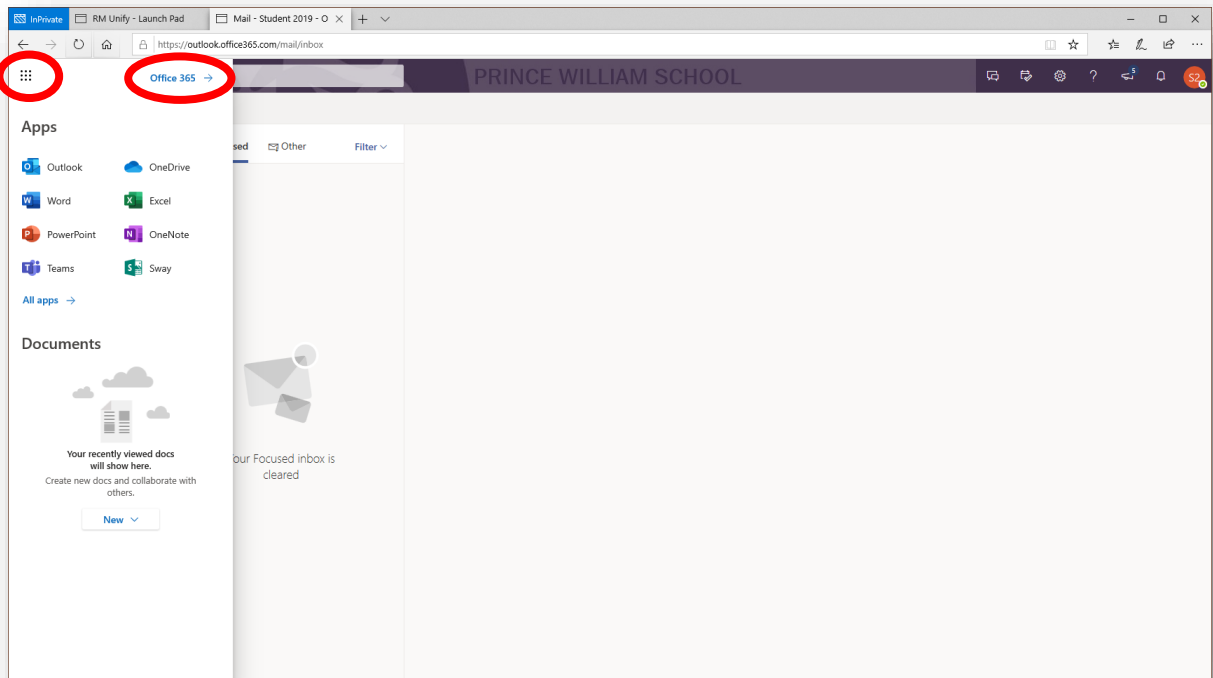 InPrivate RM Unify - Launch Pad Mail - Student 2019 - O
https://outlook.office365.com/mail/inbox
Office 365 → PRINCE WILLIAM SCHOOL ? 5 S2
Apps
sed Other Filter
Outlook OneDrive
Word Excel
PowerPoint OneNote
Teams Sway
All apps →
Documents
Your recently viewed docs
will show here.
Create new docs and collaborate with
others.
New
our Focused inbox is
cleared